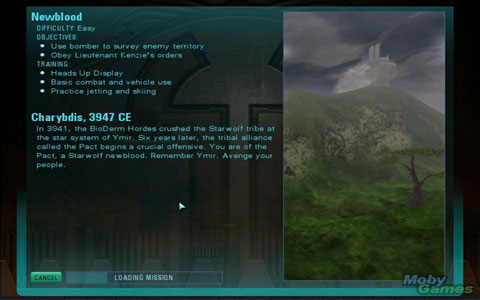 Newblood
DIFFICULTY: Easy
OBJECTIVES:
Use bomber to survey enemy territory
Obey Lieutenant Kenzie's orders
TRAINING:
Heads Up Display
Basic combat and vehicle use
Practice jetting and skiing
Charybdis, 3947 CE
In 3941, the BioDerm Hordes crushed the Starwolf tribe at
the star system of Ymir. Six years later, the tribal alliance
called the Pact begins a crucial offensive. You are of the
Pact, a Starwolf newblood. Remember Ymir. Avenge your
people.
CANCEL
LOADING MISSION
Moby
Games